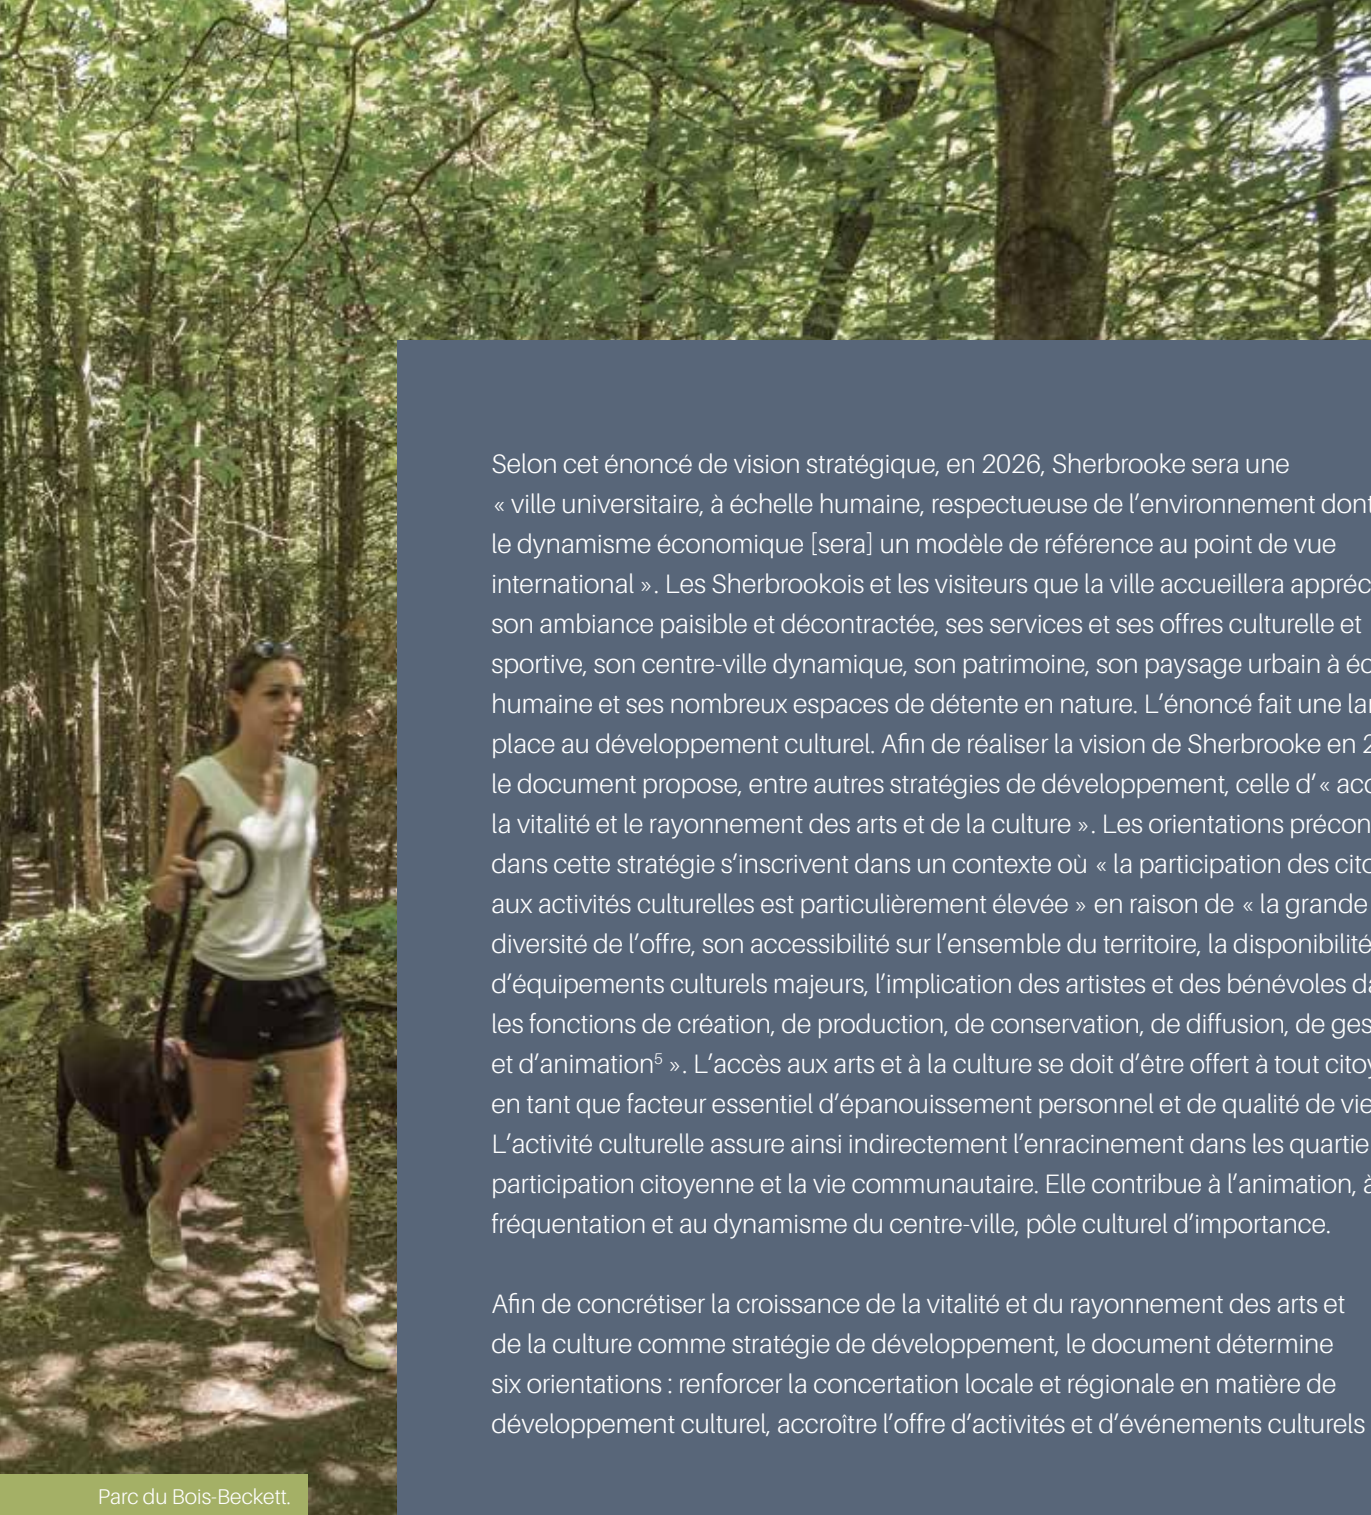 Selon cet énoncé de vision stratégique, en 2026, Sherbrooke sera une
« ville universitaire, à échelle humaine, respectueuse de l’environnement dont
le dynamisme économique [sera] un modèle de référence au point de vue
international ». Les Sherbrookois et les visiteurs que la ville accueillera
son ambiance paisible et décontractée, ses services et ses offres culturelle et
sportive, son centre-ville dynamique, son patrimoine, son paysage urbain à
humaine et ses nombreux espaces de détente en nature. L’énoncé fait une
place au développement culturel. Afin de réaliser la vision de Sherbrooke en
le document propose, entre autres stratégies de développement, celle d’ «
la vitalité et le rayonnement des arts et de la culture ». Les orientations
dans cette stratégie s’inscrivent dans un contexte où « la participation des
aux activités culturelles est particulièrement élevée » en raison de « la grande
diversité de l’offre, son accessibilité sur l’ensemble du territoire, la disponibilité
d’équipements culturels majeurs, l’implication des artistes et des bénévoles
les fonctions de création, de production, de conservation, de diffusion, de
et d’animation⁵ ». L’accès aux arts et à la culture se doit d’être offert à tout
en tant que facteur essentiel d’épanouissement personnel et de qualité de vie
L’activité culturelle assure ainsi indirectement l’enracinement dans les
participation citoyenne et la vie communautaire. Elle contribue à l’animation, à
fréquentation et au dynamisme du centre-ville, pôle culturel d’importance.
Afin de concrétiser la croissance de la vitalité et du rayonnement des arts et
de la culture comme stratégie de développement, le document détermine
six orientations : renforcer la concertation locale et régionale en matière de
développement culturel, accroître l’offre d’activités et d’événements culturels
Parc du Bois-Beckett.